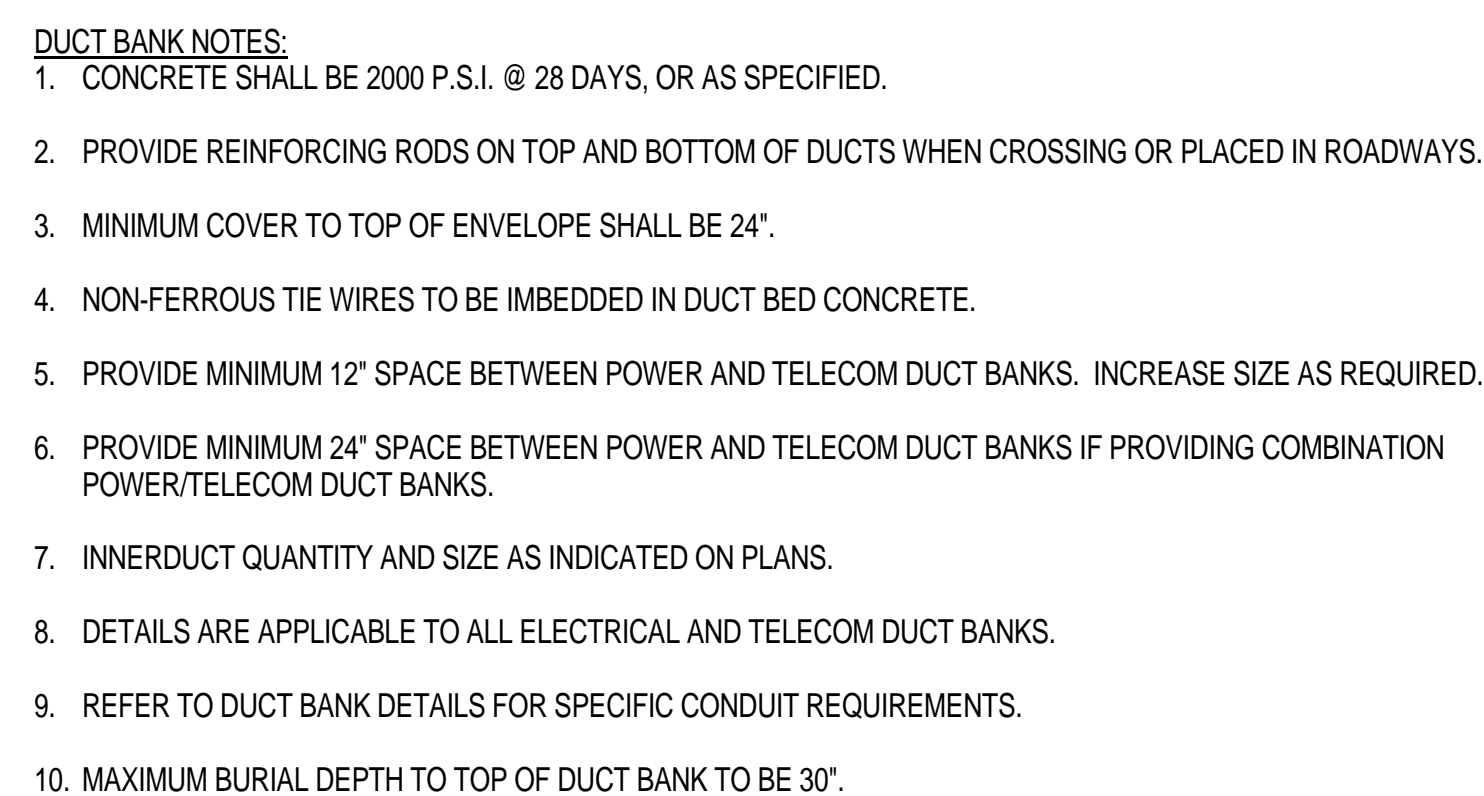 DUCT BANK NOTES:
1. CONCRETE SHALL BE 2000 P.S.I. @ 28 DAYS, OR AS SPECIFIED.
2. PROVIDE REINFORCING RODS ON TOP AND BOTTOM OF DUCTS WHEN CROSSING OR PLACED IN ROADWAYS.
3. MINIMUM COVER TO TOP OF ENVELOPE SHALL BE 24".
4. NON-FERROUS TIE WIRES TO BE IMBEDDED IN DUCT BED CONCRETE.
5. PROVIDE MINIMUM 12" SPACE BETWEEN POWER AND TELECOM DUCT BANKS. INCREASE SIZE AS REQUIRED.
6. PROVIDE MINIMUM 24" SPACE BETWEEN POWER AND TELECOM DUCT BANKS IF PROVIDING COMBINATION
POWER/TELECOM DUCT BANKS.
7. INNERDUCT QUANTITY AND SIZE AS INDICATED ON PLANS.
8. DETAILS ARE APPLICABLE TO ALL ELECTRICAL AND TELECOM DUCT BANKS.
9. REFER TO DUCT BANK DETAILS FOR SPECIFIC CONDUIT REQUIREMENTS.
10. MAXIMUM BURIAL DEPTH TO TOP OF DUCT BANK TO BE 30".